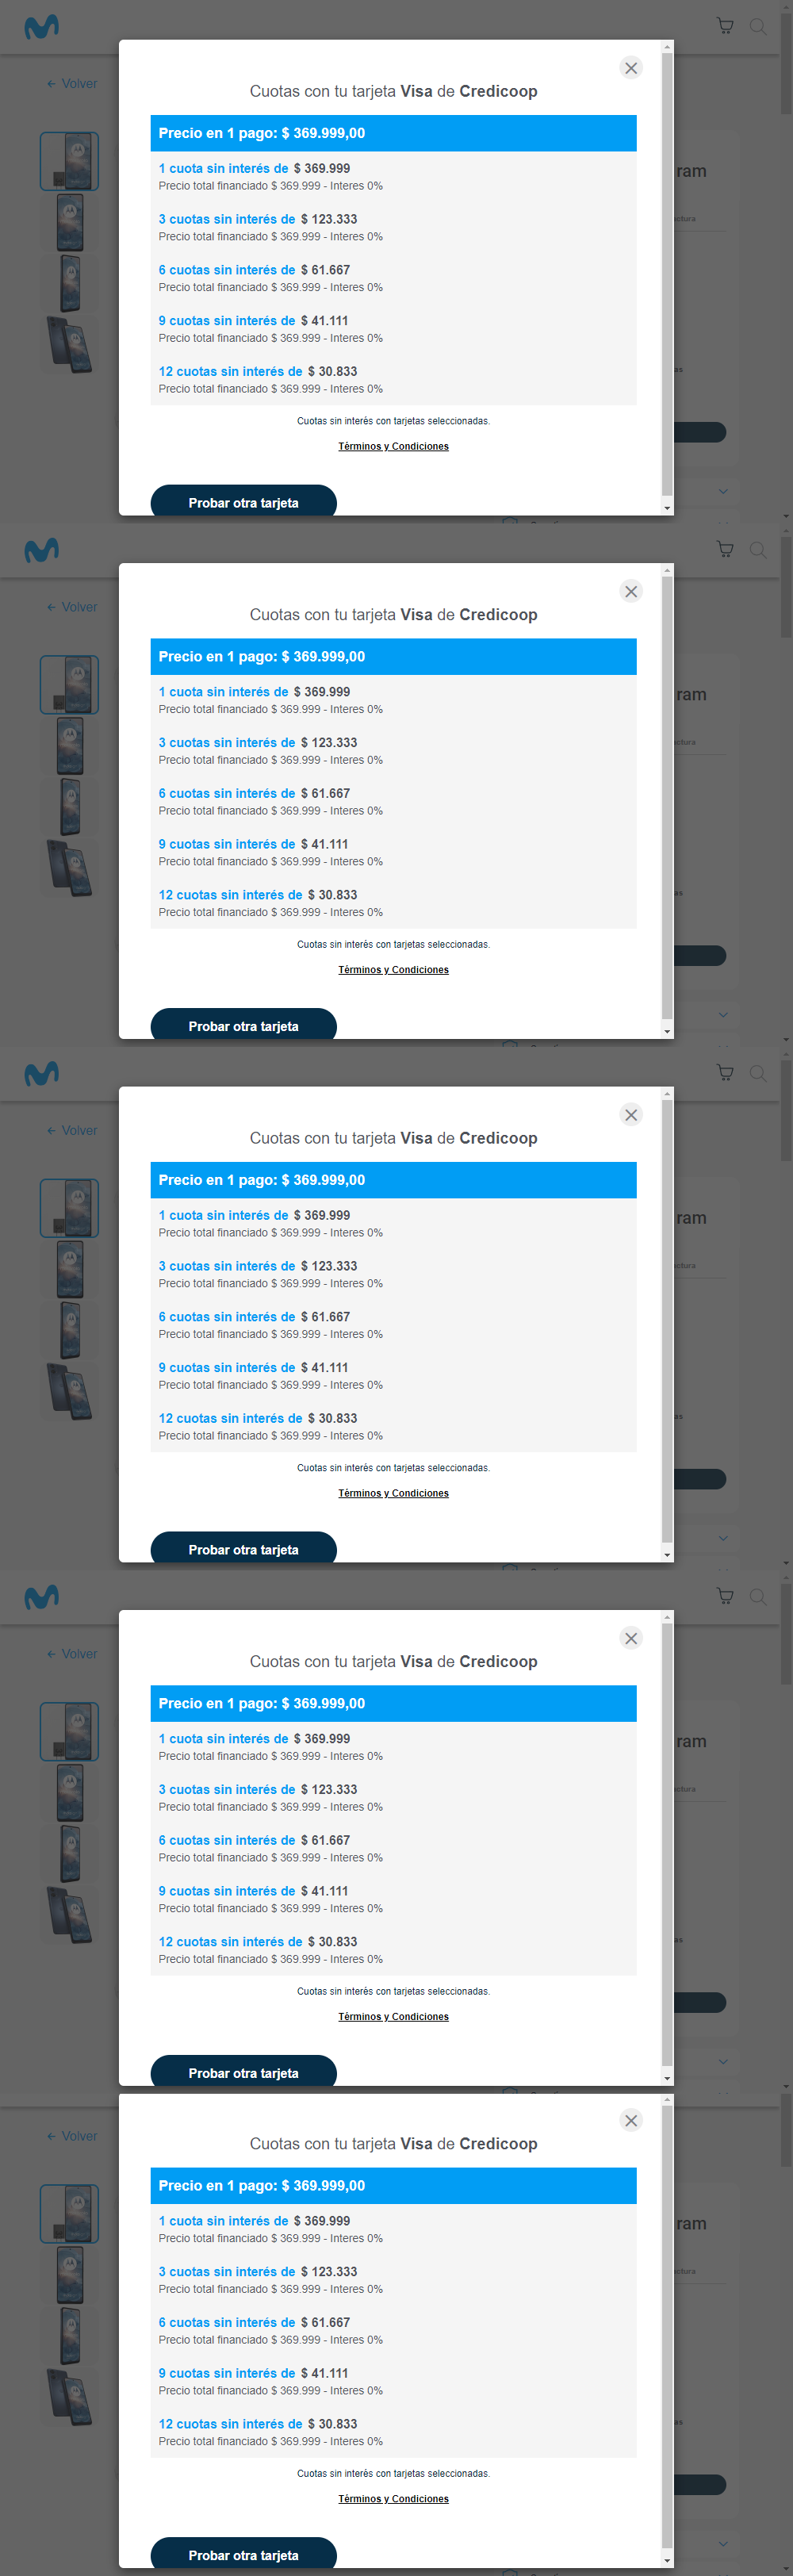 ← Volver
Cuotas con tu tarjeta Visa de Credicoop
Precio en 1 pago: $ 369.999,00
1 cuota sin interés de $ 369.999
Precio total financiado $ 369.999 - Interes 0%
3 cuotas sin interés de $ 123.333
Precio total financiado $ 369.999 - Interes 0%
6 cuotas sin interés de $ 61.667
Precio total financiado $ 369.999 - Interes 0%
9 cuotas sin interés de $ 41.111
Precio total financiado $ 369.999 - Interes 0%
12 cuotas sin interés de $ 30.833
Precio total financiado $ 369.999 - Interes 0%
Cuotas sin interés con tarjetas seleccionadas.
Términos y Condiciones
Probar otra tarjeta
ram
← Volver
Cuotas con tu tarjeta Visa de Credicoop
Precio en 1 pago: $ 369.999,00
1 cuota sin interés de $ 369.999
Precio total financiado $ 369.999 - Interes 0%
3 cuotas sin interés de $ 123.333
Precio total financiado $ 369.999 - Interes 0%
6 cuotas sin interés de $ 61.667
Precio total financiado $ 369.999 - Interes 0%
9 cuotas sin interés de $ 41.111
Precio total financiado $ 369.999 - Interes 0%
12 cuotas sin interés de $ 30.833
Precio total financiado $ 369.999 - Interes 0%
Cuotas sin interés con tarjetas seleccionadas.
Términos y Condiciones
Probar otra tarjeta
ram
← Volver
Cuotas con tu tarjeta Visa de Credicoop
Precio en 1 pago: $ 369.999,00
1 cuota sin interés de $ 369.999
Precio total financiado $ 369.999 - Interes 0%
3 cuotas sin interés de $ 123.333
Precio total financiado $ 369.999 - Interes 0%
6 cuotas sin interés de $ 61.667
Precio total financiado $ 369.999 - Interes 0%
9 cuotas sin interés de $ 41.111
Precio total financiado $ 369.999 - Interes 0%
12 cuotas sin interés de $ 30.833
Precio total financiado $ 369.999 - Interes 0%
Cuotas sin interés con tarjetas seleccionadas.
Términos y Condiciones
Probar otra tarjeta
ram
← Volver
Cuotas con tu tarjeta Visa de Credicoop
Precio en 1 pago: $ 369.999,00
1 cuota sin interés de $ 369.999
Precio total financiado $ 369.999 - Interes 0%
3 cuotas sin interés de $ 123.333
Precio total financiado $ 369.999 - Interes 0%
6 cuotas sin interés de $ 61.667
Precio total financiado $ 369.999 - Interes 0%
9 cuotas sin interés de $ 41.111
Precio total financiado $ 369.999 - Interes 0%
12 cuotas sin interés de $ 30.833
Precio total financiado $ 369.999 - Interes 0%
Cuotas sin interés con tarjetas seleccionadas.
Términos y Condiciones
Probar otra tarjeta
ram
← Volver
Cuotas con tu tarjeta Visa de Credicoop
Precio en 1 pago: $ 369.999,00
1 cuota sin interés de $ 369.999
Precio total financiado $ 369.999 - Interes 0%
3 cuotas sin interés de $ 123.333
Precio total financiado $ 369.999 - Interes 0%
6 cuotas sin interés de $ 61.667
Precio total financiado $ 369.999 - Interes 0%
9 cuotas sin interés de $ 41.111
Precio total financiado $ 369.999 - Interes 0%
12 cuotas sin interés de $ 30.833
Precio total financiado $ 369.999 - Interes 0%
Cuotas sin interés con tarjetas seleccionadas.
Términos y Condiciones
Probar otra tarjeta
ram